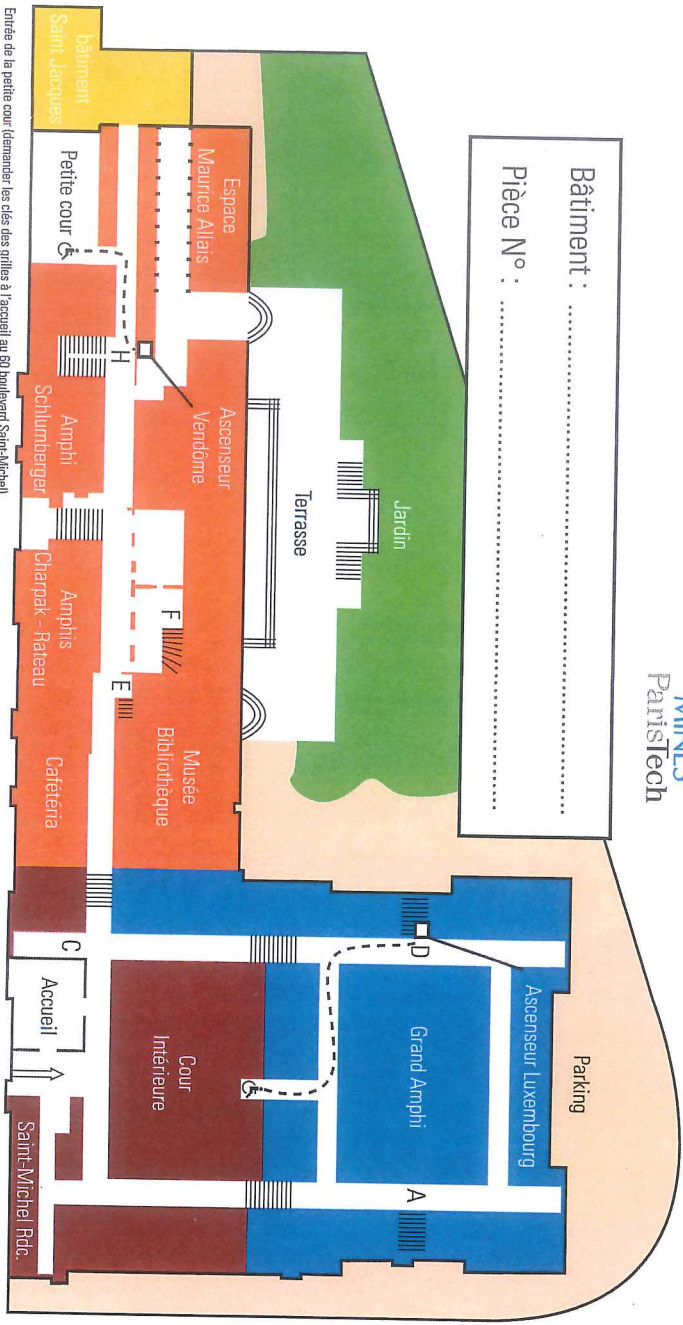 MINES
ParisTech
Bâtiment : ........................................
Pièce N° : ........................................
Parking
Ascenseur Luxembourg
Jardin
Terrasse
Grand Amphi
D
A
Espace
Maurice Allais
Ascenseur
Vendôme
Musée
Bibliothèque
F
E
H
bâtiment
Saint Jacques
Petite cour
Amphi
Schlumberger
Amphis
Charpak - Rateau
Cafétéria
C
Accueil
Cour
Intérieure
Saint-Michel Rdc.
Entrée de la petite cour (demander les clés des grilles à l'accueil au 60 boulevard Saint-Michel)